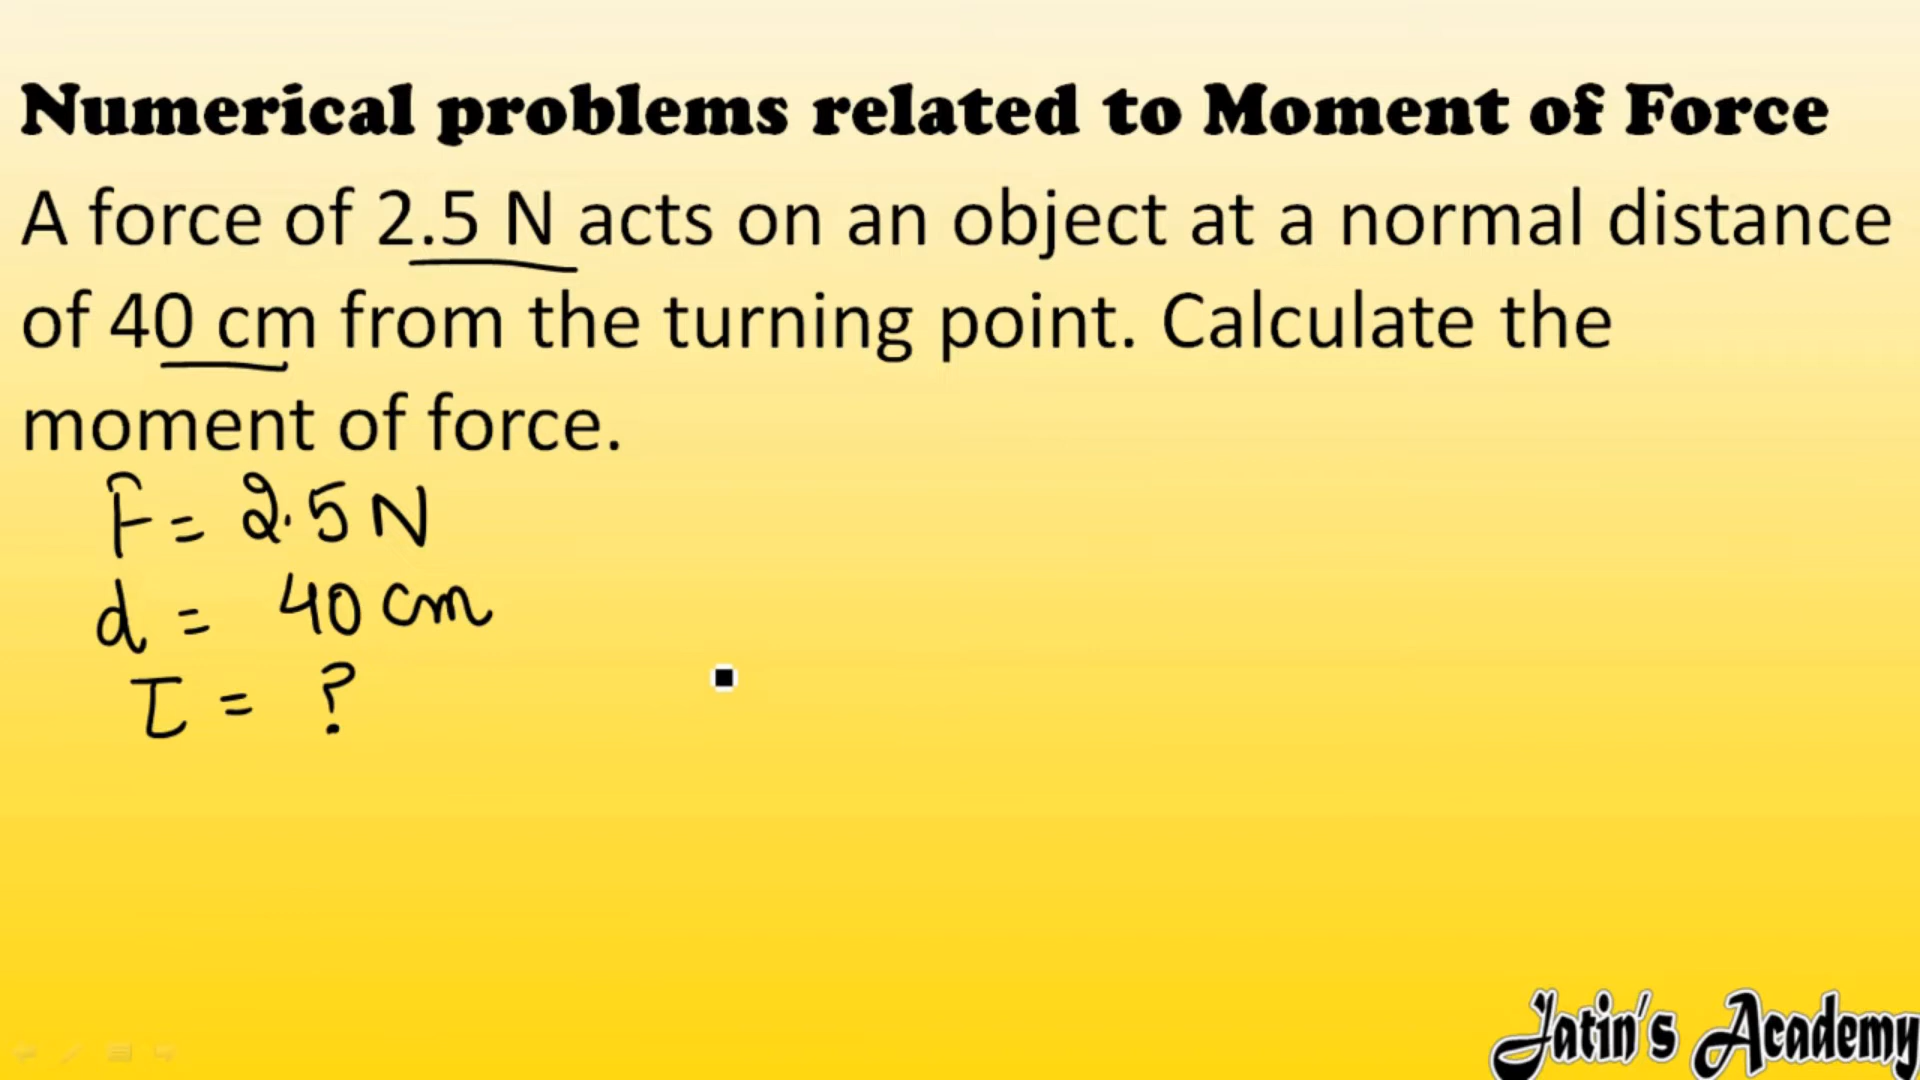 Numerical problems related to Moment of Force
A force of 2.5 N acts on an object at a normal distance
of 40 cm from the turning point. Calculate the
moment of force.
F = 2.5 N
d = 40 cm
τ = ?
Jatin's Academy